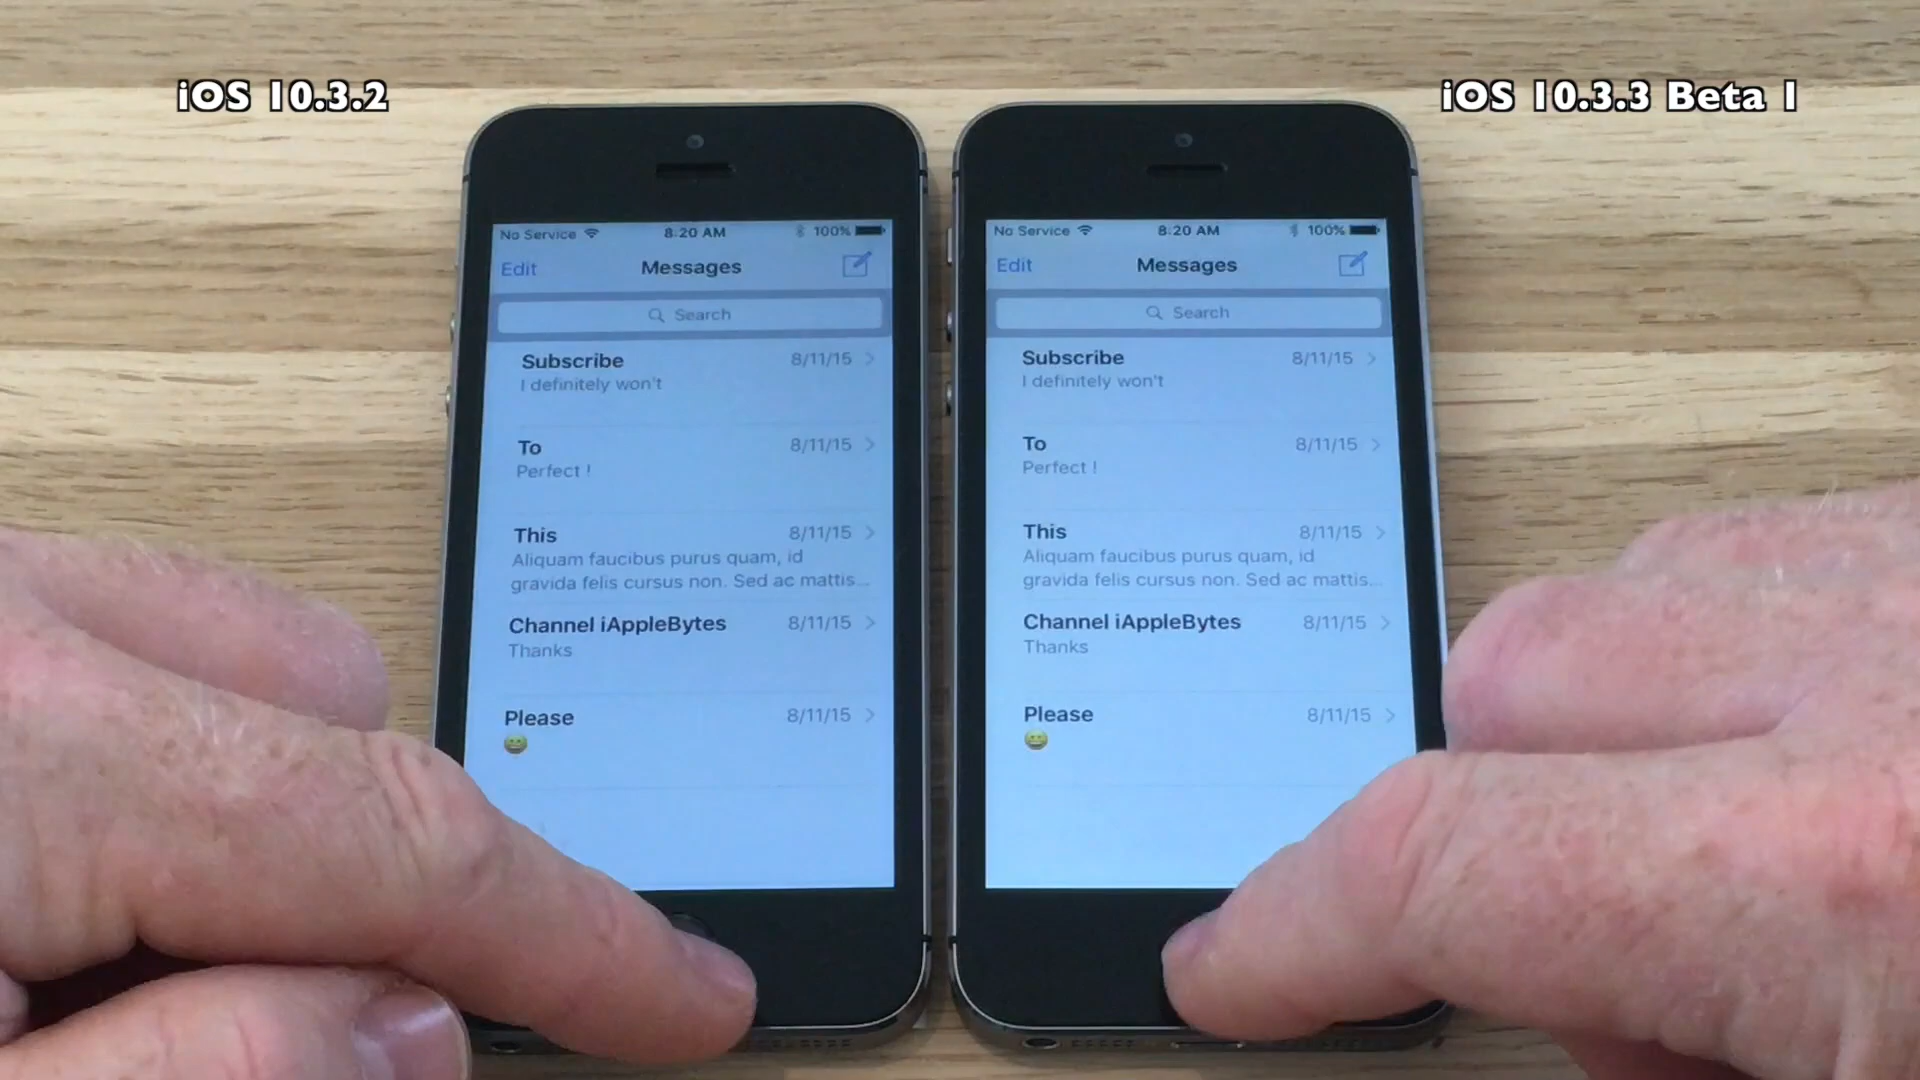 iOS 10.3.2
iOS 10.3.3 Beta 1
No Service 8:20 AM 100%
Edit Messages
Search
Subscribe 8/11/15
I definitely won't
To 8/11/15
Perfect !
This 8/11/15
Aliquam faucibus purus quam, id
gravida felis cursus non. Sed ac mattis...
Channel iAppleBytes 8/11/15
Thanks
Please 8/11/15
No Service 8:20 AM 100%
Edit Messages
Search
Subscribe 8/11/15
I definitely won't
To 8/11/15
Perfect !
This 8/11/15
Aliquam faucibus purus quam, id
gravida felis cursus non. Sed ac mattis...
Channel iAppleBytes 8/11/15
Thanks
Please 8/11/15